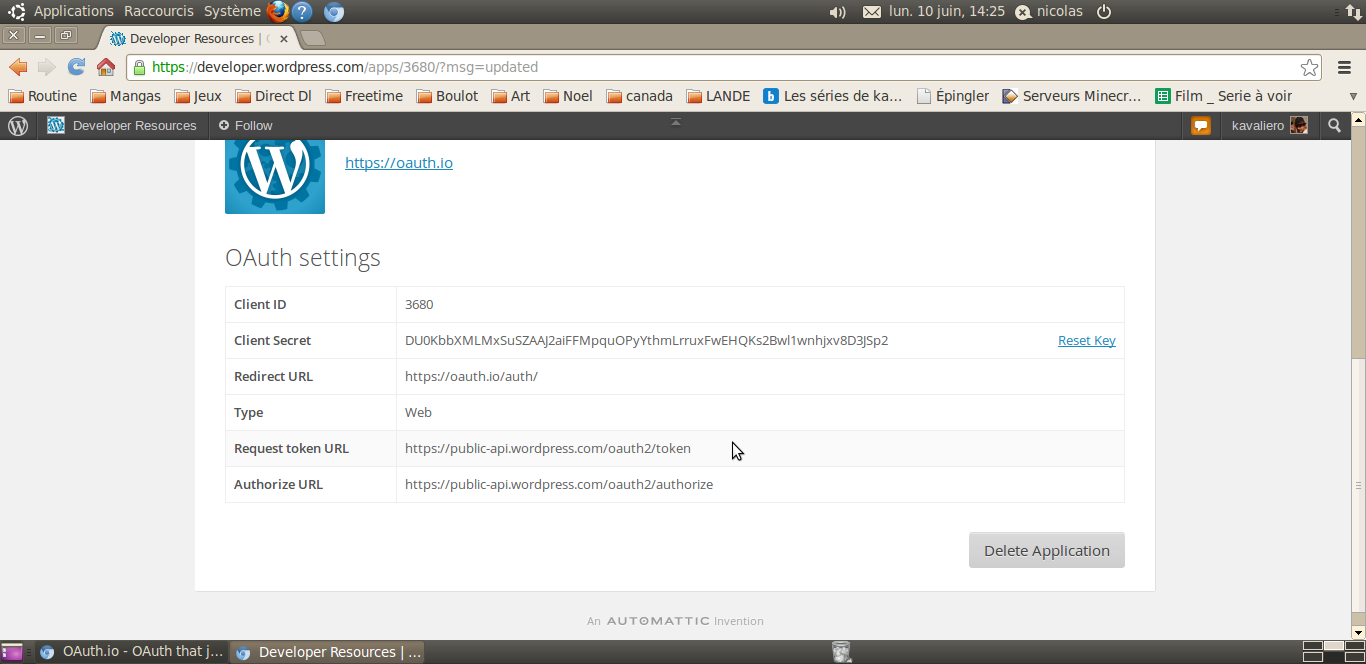 Applications Raccourcis Système lun. 10 juin, 14:25 nicolas
Developer Resources |
https://developer.wordpress.com/apps/3680/?msg=updated
Routine Mangas Jeux Direct Dl Freetime Boulot Art Noel canada LANDE Les séries de ka... Épingler Serveurs Minecr... Film _ Serie à voir
Developer Resources Follow kavaliero
https://oauth.io
OAuth settings
Client ID 3680
Client Secret DU0KbbXMLMxSuSZAAJ2aiFFMpquOPyYthmLrruxFwEHQKs2Bwl1wnhjxv8D3JSp2 Reset Key
Redirect URL https://oauth.io/auth/
Type Web
Request token URL https://public-api.wordpress.com/oauth2/token
Authorize URL https://public-api.wordpress.com/oauth2/authorize
Delete Application
An AUTOMATTIC Invention
OAuth.io - OAuth that j... Developer Resources | ...